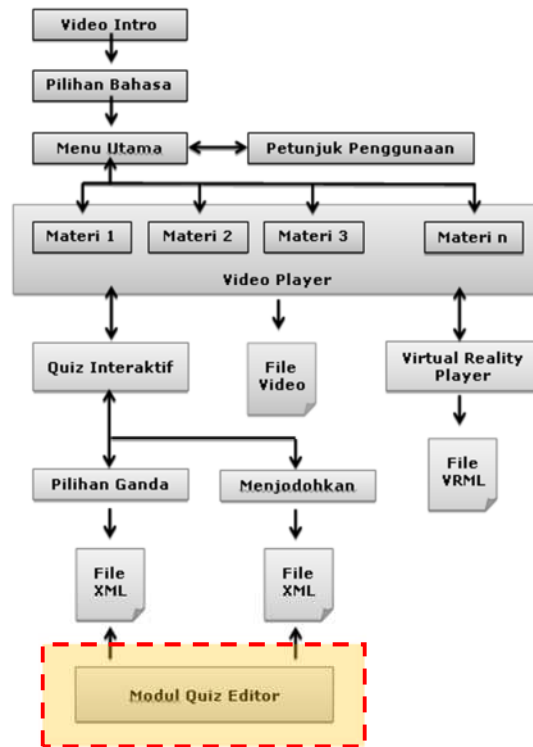 Video Intro
Pilihan Bahasa
Menu Utama
Petunjuk Penggunaan
Materi 1
Materi 2
Materi 3
Materi n
Video Player
Quiz Interaktif
File
Video
Virtual Reality
Player
File
VRML
Pilihan Ganda
Menjodohkan
File
XML
File
XML
Modul Quiz Editor